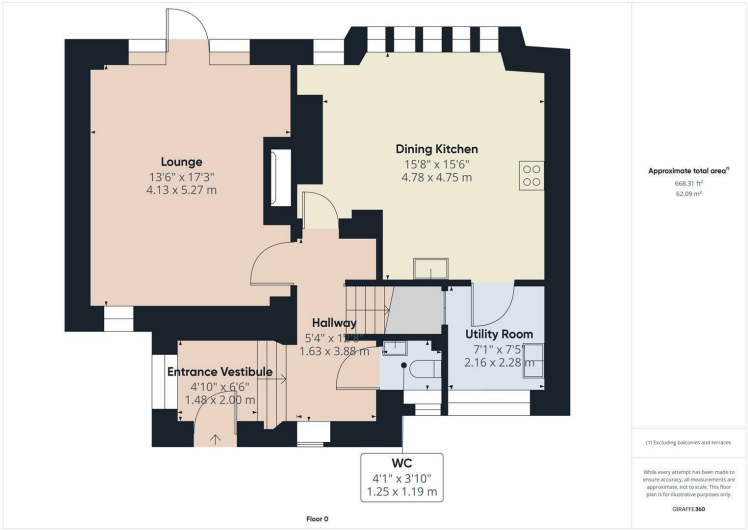 Lounge
13'6" x 17'3"
4.13 x 5.27 m
Dining Kitchen
15'8" x 15'6"
4.78 x 4.75 m
Hallway
5'4" x
1.63 x 3.88 m
Utility Room
7'1" x 7'5"
2.16 x 2.28 m
Entrance Vestibule
4'10" x 6'6"
1.48 x 2.00 m
WC
4'1" x 3'10"
1.25 x 1.19 m
Floor 0
Approximate total area⁽¹⁾
668.31 ft²
62.09 m²
(1) Excluding balconies and terraces
While every attempt has been made to
ensure accuracy, all measurements are
approximate, not to scale. This floor
plan is for illustrative purposes only.
GIRAFFE360